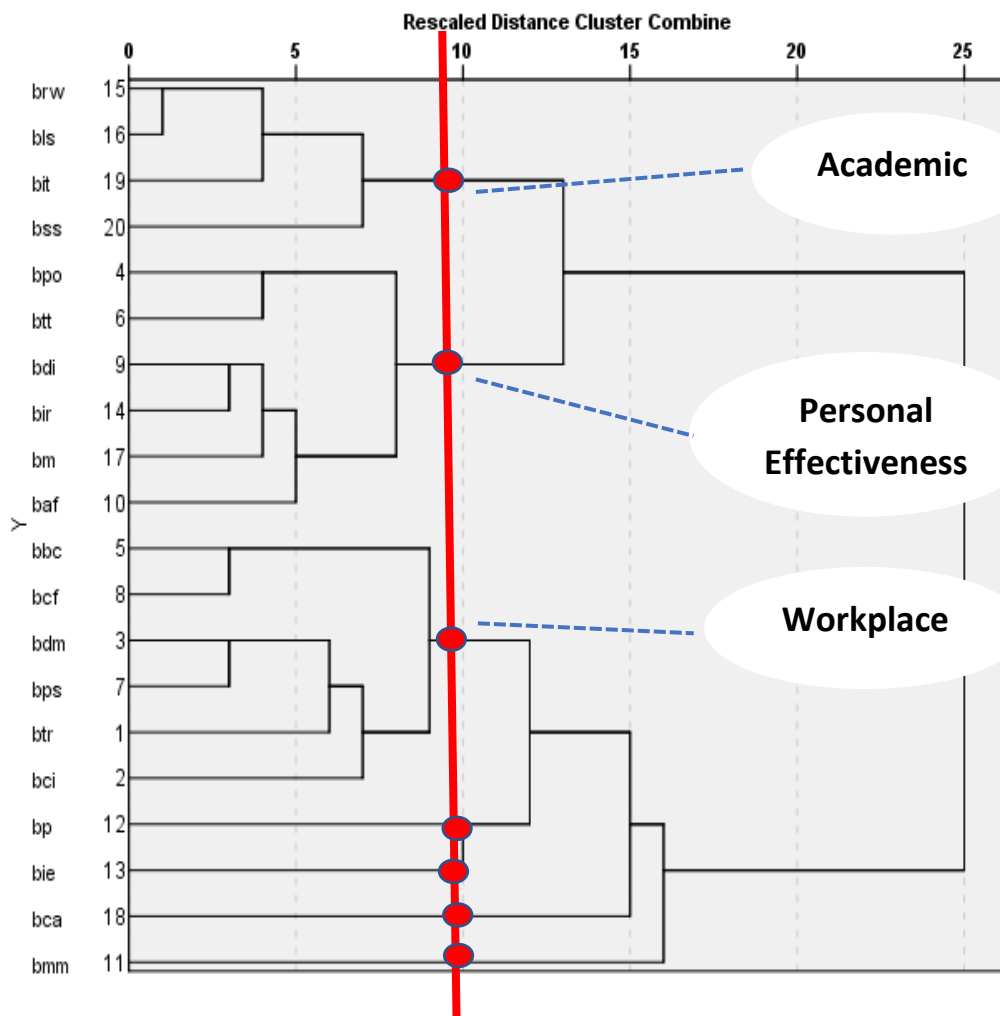 Rescaled Distance Cluster Combine
0 5 10 15 20 25
brw 15
bls 16
bit 19
bss 20
bpo 4
btt 6
bdi 9
bir 14
bm 17
baf 10
bbc 5
bcf 8
bdm 3
bps 7
btr 1
bci 2
bp 12
bie 13
bca 18
bmm 11
Y
Academic
Personal
Effectiveness
Workplace